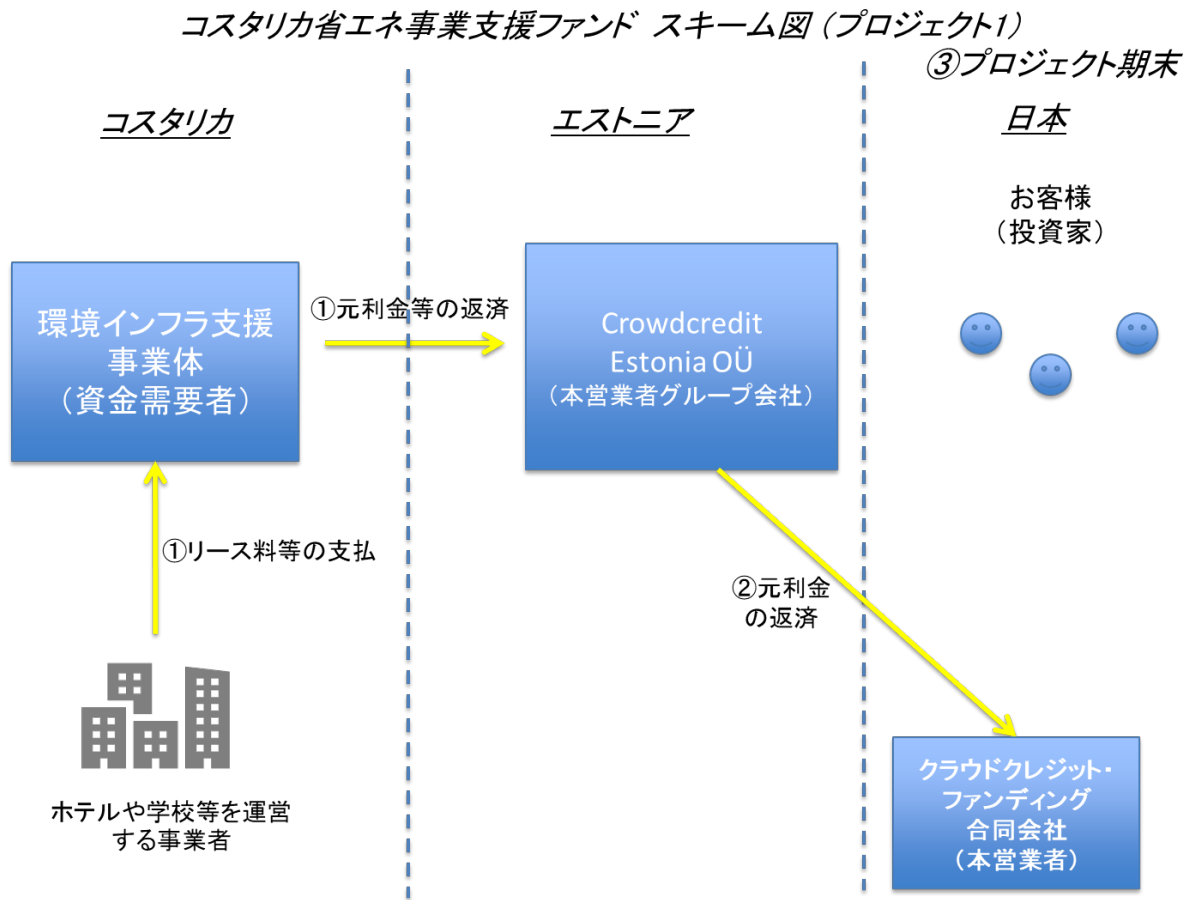 コスタリカ省エネ事業支援ファンド スキーム図（プロジェクト1）
③プロジェクト期末
コスタリカ
エストニア
日本
お客様
（投資家）
環境インフラ支援
事業体
（資金需要者）
①元利金等の返済
Crowdcredit
Estonia OÜ
（本営業者グループ会社）
①リース料等の支払
②元利金
の返済
ホテルや学校等を運営
する事業者
クラウドクレジット・
ファンディング
合同会社
（本営業者）